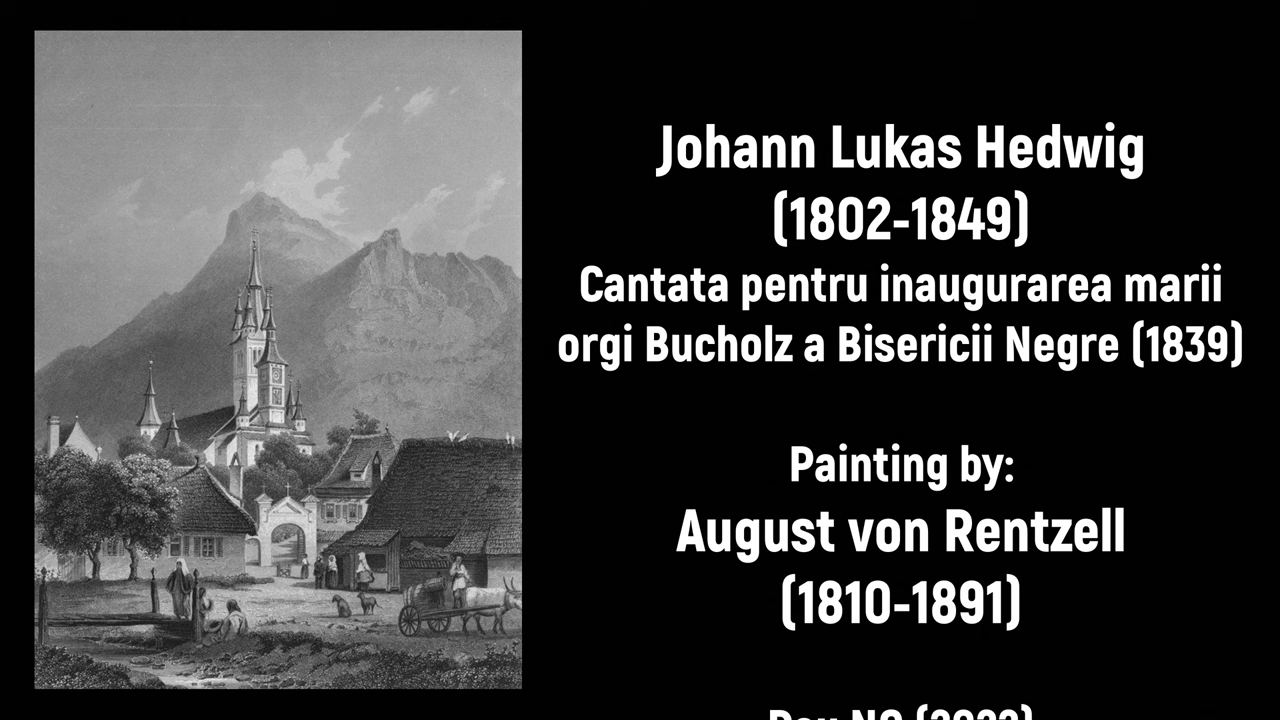 Johann Lukas Hedwig
(1802-1849)
Cantata pentru inaugurarea marii
orgi Bucholz a Bisericii Negre (1839)
Painting by:
August von Rentzell
(1810-1891)